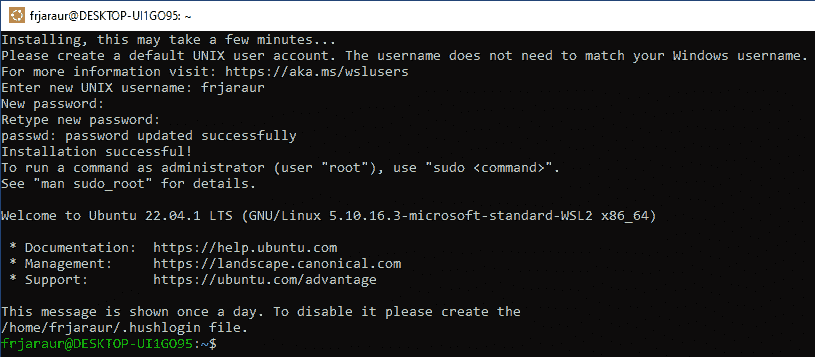 frjaraur@DESKTOP-UI1GO95: ~
Installing, this may take a few minutes...
Please create a default UNIX user account. The username does not need to match your Windows username.
For more information visit: https://aka.ms/wslusers
Enter new UNIX username: frjaraur
New password:
Retype new password:
passwd: password updated successfully
Installation successful!
To run a command as administrator (user "root"), use "sudo <command>".
See "man sudo_root" for details.
Welcome to Ubuntu 22.04.1 LTS (GNU/Linux 5.10.16.3-microsoft-standard-WSL2 x86_64)
* Documentation:  https://help.ubuntu.com
* Management:     https://landscape.canonical.com
* Support:        https://ubuntu.com/advantage
This message is shown once a day. To disable it please create the
/home/frjaraur/.hushlogin file.
frjaraur@DESKTOP-UI1GO95:~$